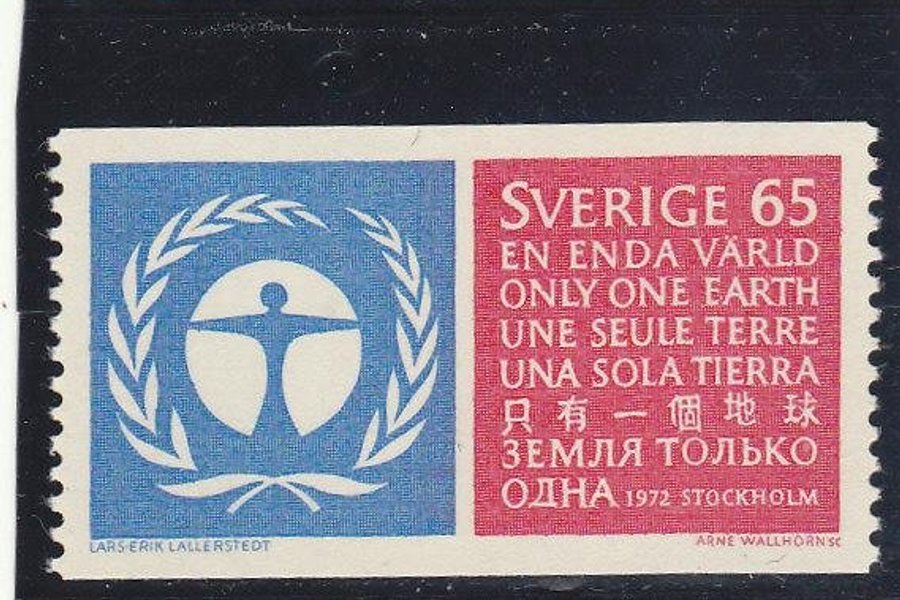 SVERIGE 65
EN ENDA VÄRLD
ONLY ONE EARTH
UNE SEULE TERRE
UNA SOLA TIERRA
只有一個地球
ЗЕМЛЯ ТОЛЬКО
ОДНА 1972 STOCKHOLM
LARS-ERIK LALLERSTEDT
ARNE WALLHORN SC